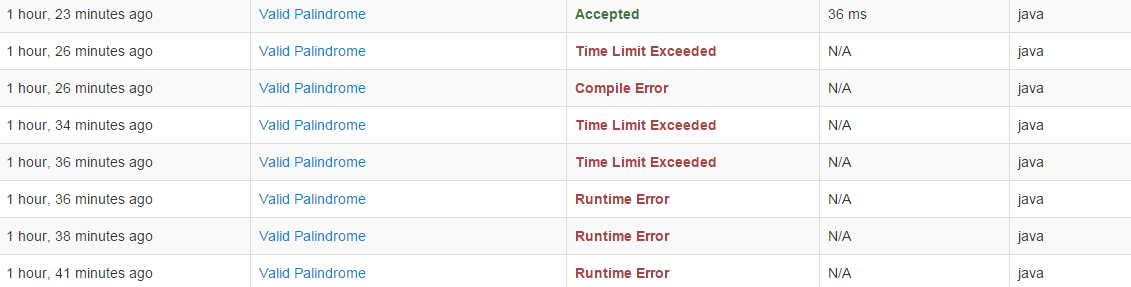 1 hour, 23 minutes ago Valid Palindrome Accepted 36 ms java
1 hour, 26 minutes ago Valid Palindrome Time Limit Exceeded N/A java
1 hour, 26 minutes ago Valid Palindrome Compile Error N/A java
1 hour, 34 minutes ago Valid Palindrome Time Limit Exceeded N/A java
1 hour, 36 minutes ago Valid Palindrome Time Limit Exceeded N/A java
1 hour, 36 minutes ago Valid Palindrome Runtime Error N/A java
1 hour, 38 minutes ago Valid Palindrome Runtime Error N/A java
1 hour, 41 minutes ago Valid Palindrome Runtime Error N/A java